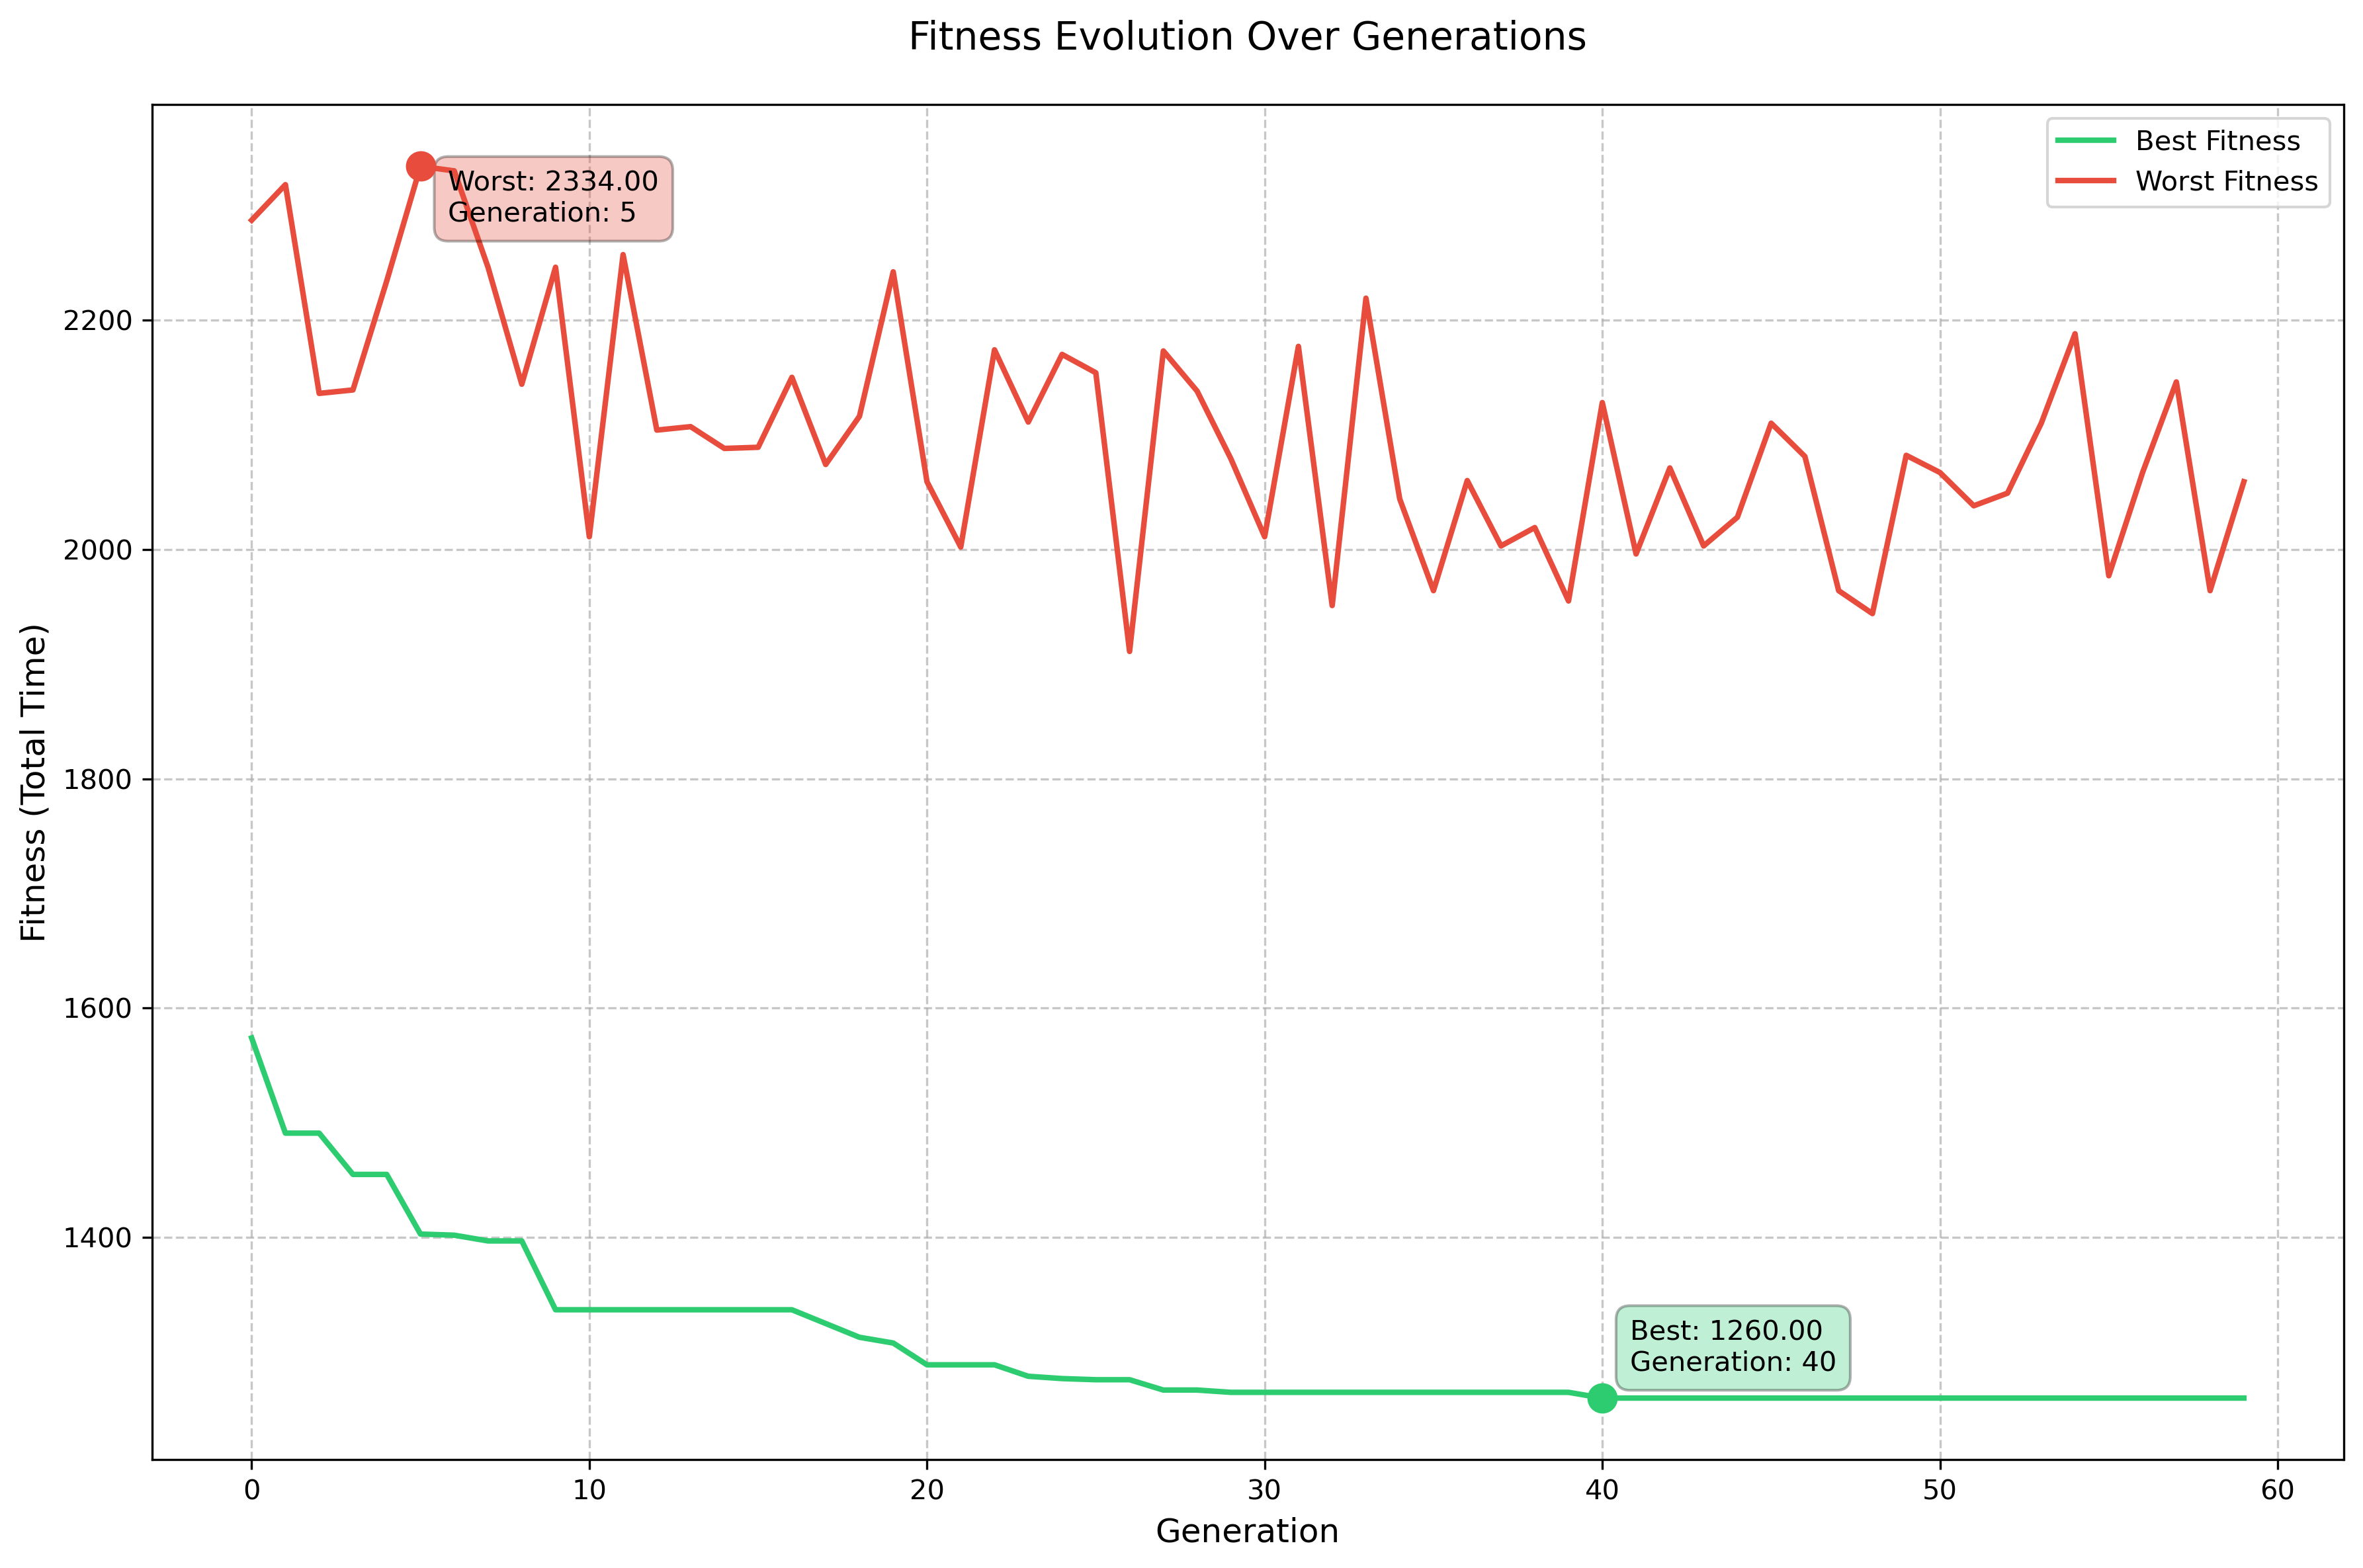 Fitness Evolution Over Generations
Best Fitness
Worst Fitness
Worst: 2334.00
Generation: 5
2200
2000
1800
1600
1400
Fitness (Total Time)
Best: 1260.00
Generation: 40
0 10 20 30 40 50 60
Generation